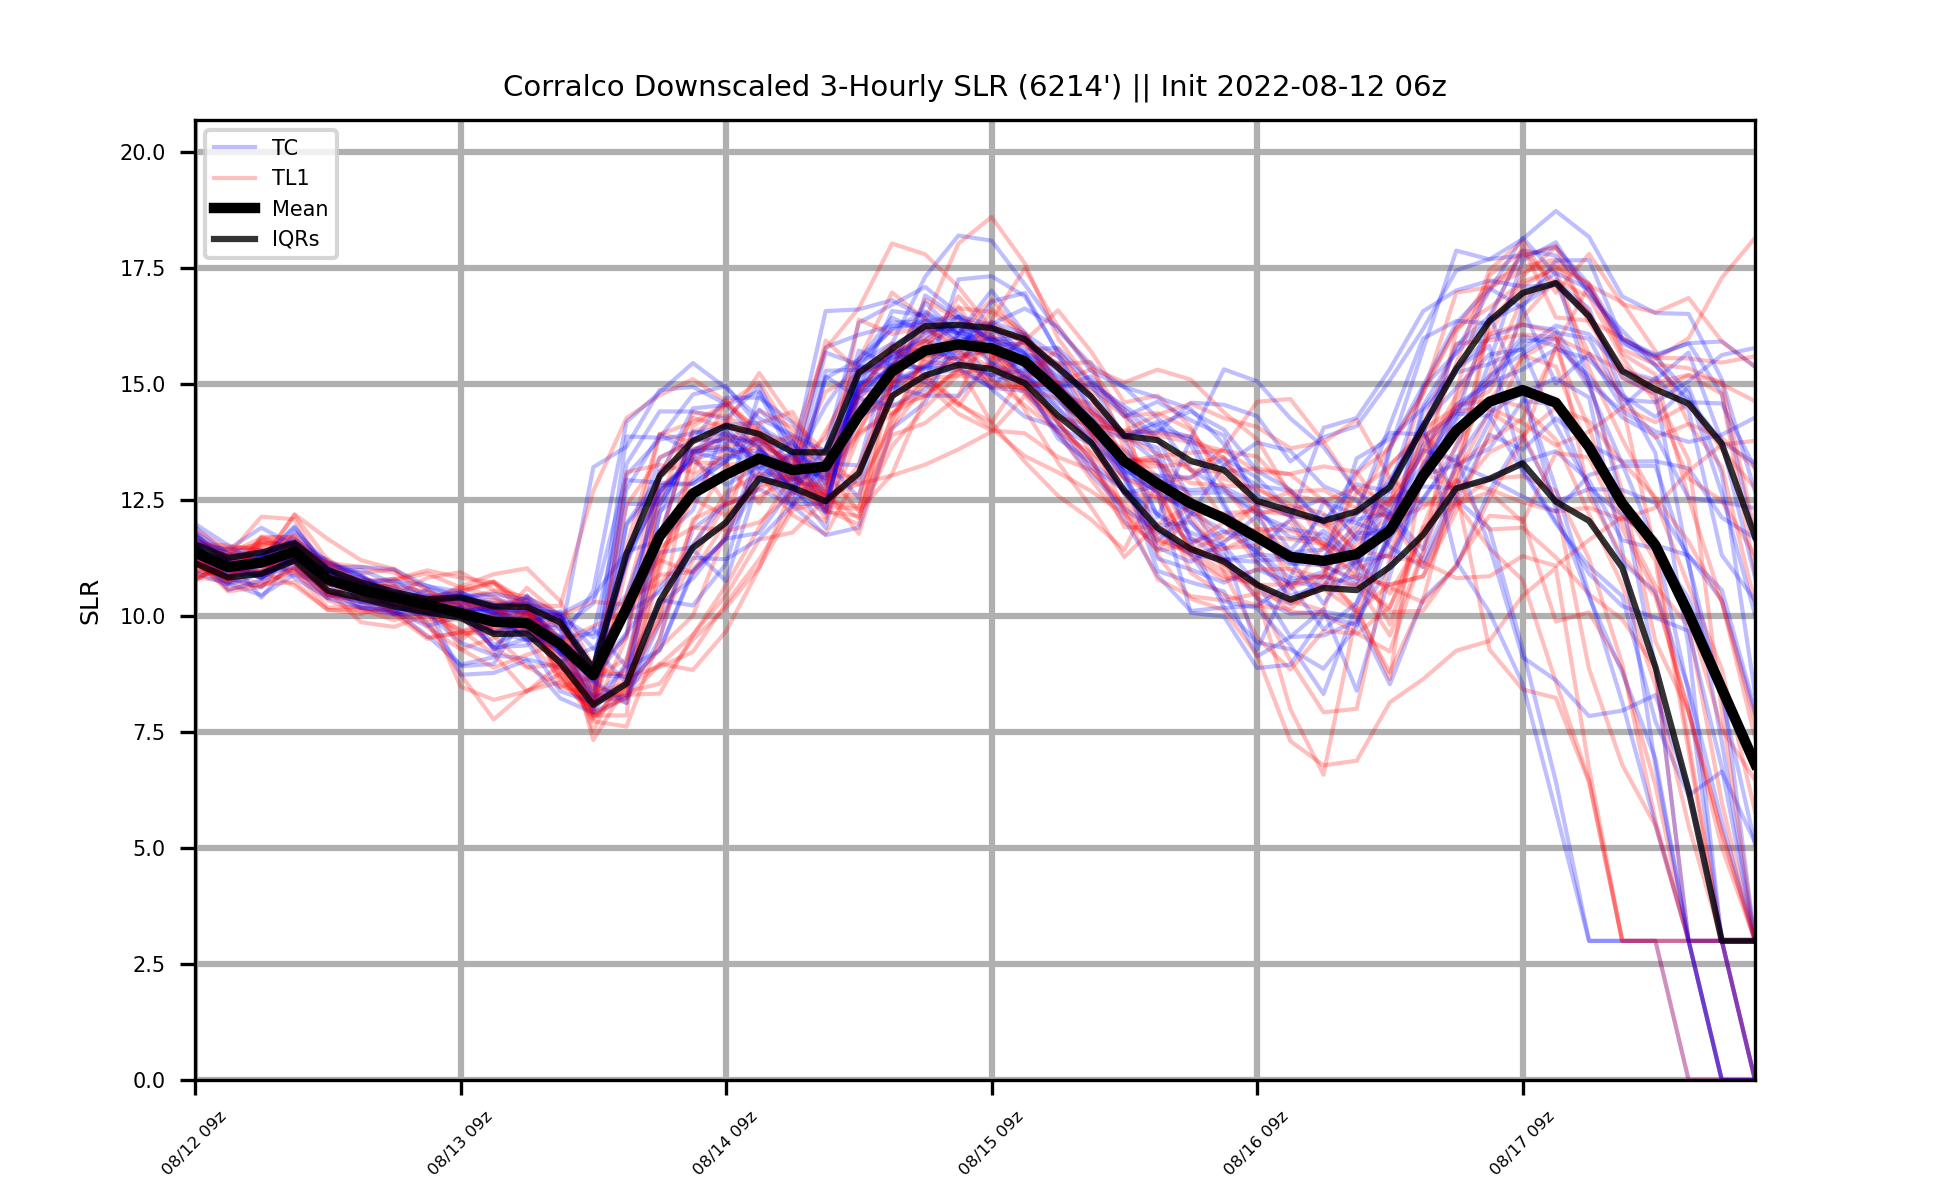 Corralco Downscaled 3-Hourly SLR (6214') || Init 2022-08-12 06z
TC
TL1
Mean
IQRs
20.0
17.5
15.0
12.5
10.0
7.5
5.0
2.5
0.0
SLR
08/12 09z
08/13 09z
08/14 09z
08/15 09z
08/16 09z
08/17 09z